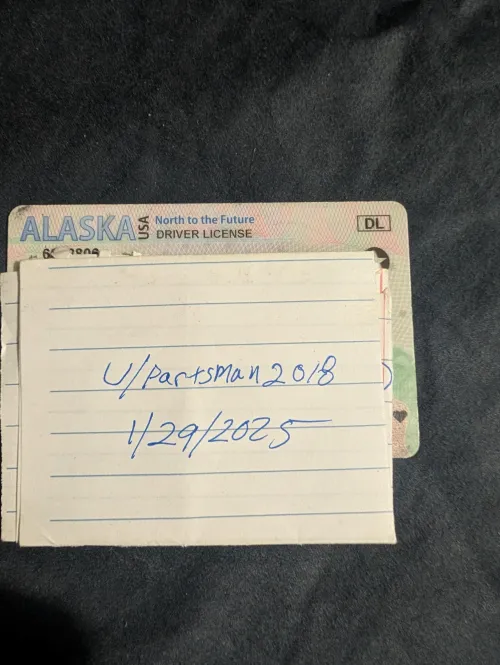 ALASKA USA North to the Future DL
DRIVER LICENSE
U/Partsman2018
1/29/2025